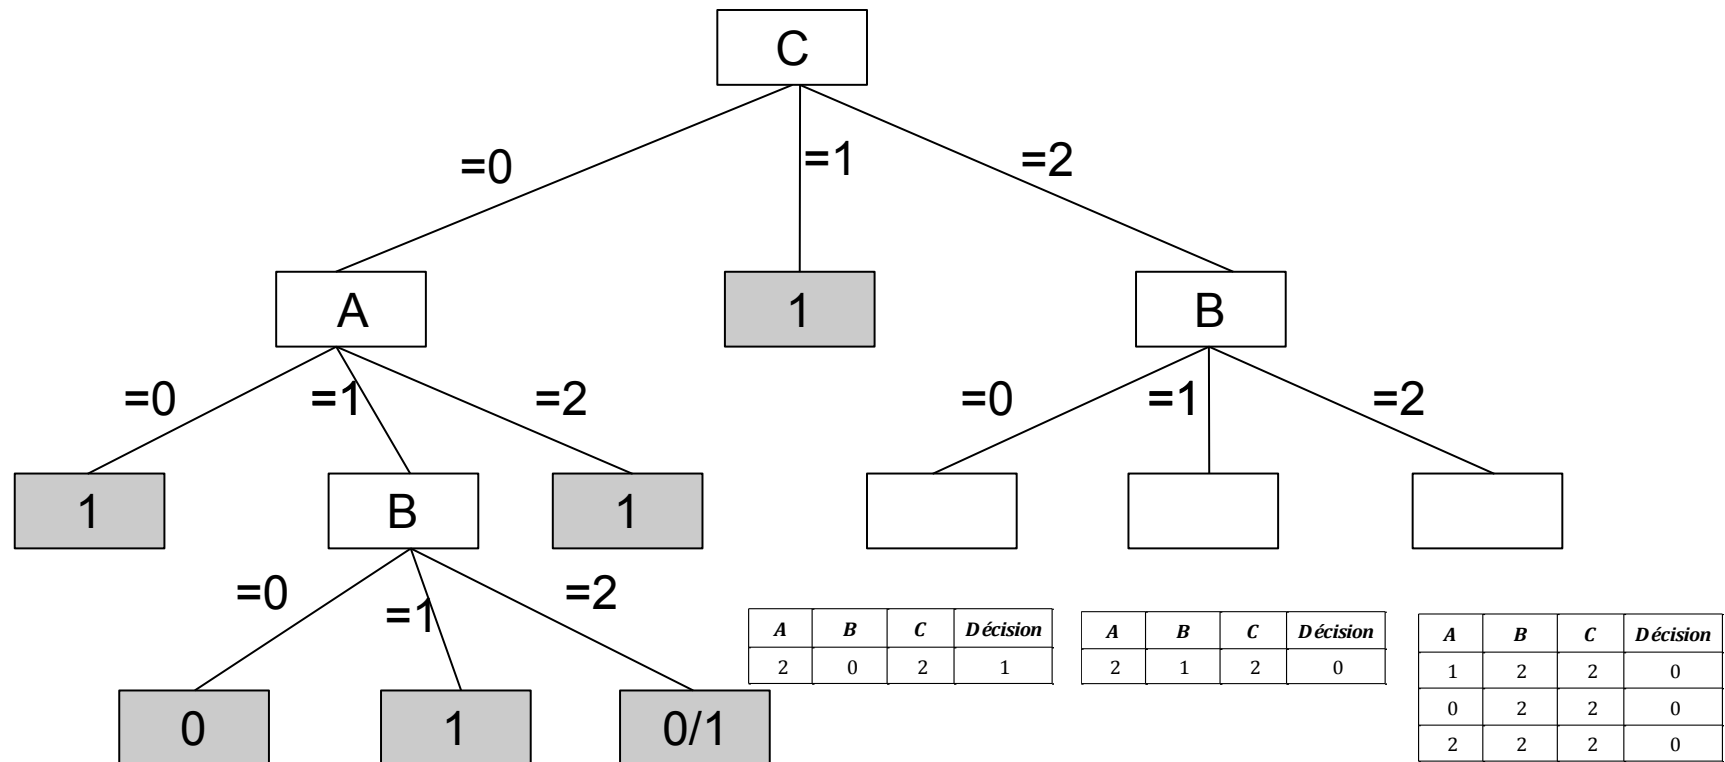 C
=0 =1 =2
A 1 B
=0 =1 =2 =0 =1 =2
1 B 1
=0 =1 =2
A B C Décision
2 0 2 1
A B C Décision
2 1 2 0
A B C Décision
1 2 2 0
0 2 2 0
2 2 2 0
0 1 0/1